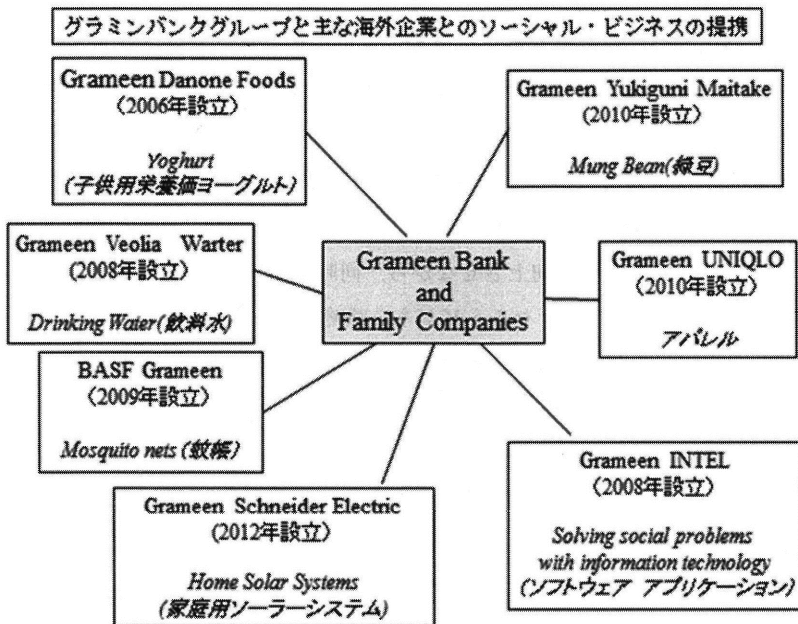 グラミンバンクグループと主な海外企業とのソーシャル・ビジネスの提携
Grameen Danone Foods
（2006年設立）
Yoghurt
(子供用栄養価ヨーグルト)
Grameen Yukiguni Maitake
(2010年設立)
Mung Bean(緑豆)
Grameen Veolia Warter
(2008年設立)
Drinking Water(飲料水)
Grameen Bank
and
Family Companies
Grameen UNIQLO
(2010年設立)
アパレル
BASF Grameen
(2009年設立)
Mosquito nets (蚊帳)
Grameen Schneider Electric
(2012年設立)
Home Solar Systems
(家庭用ソーラーシステム)
Grameen INTEL
(2008年設立)
Solving social problems
with information technology
(ソフトウェア アプリケーション)